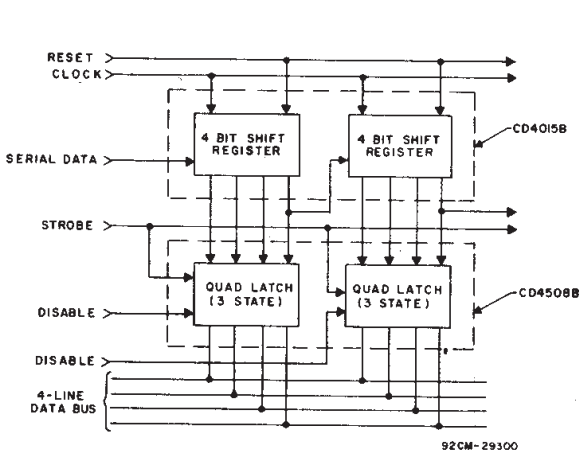 RESET
CLOCK
4 BIT SHIFT
REGISTER
4 BIT SHIFT
REGISTER
CD4015B
SERIAL DATA
STROBE
QUAD LATCH
(3 STATE)
QUAD LATCH
(3 STATE)
CD4508B
DISABLE
DISABLE
4-LINE
DATA BUS
92CM-29300